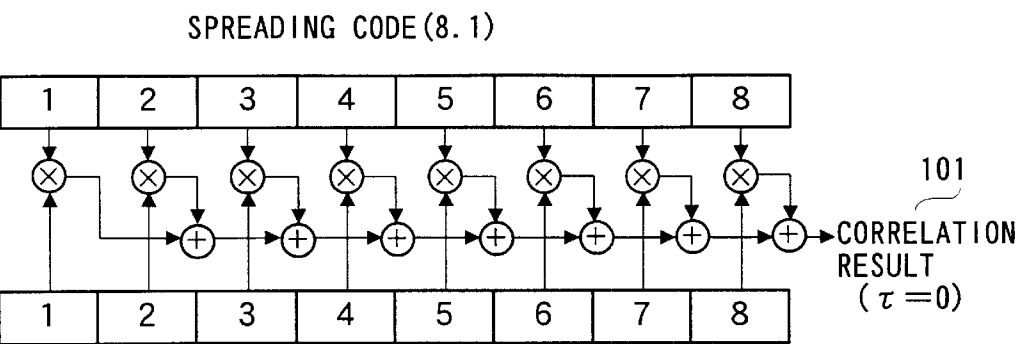 SPREADING CODE(8.1)
1 2 3 4 5 6 7 8
101
CORRELATION
RESULT
(τ=0)
1 2 3 4 5 6 7 8